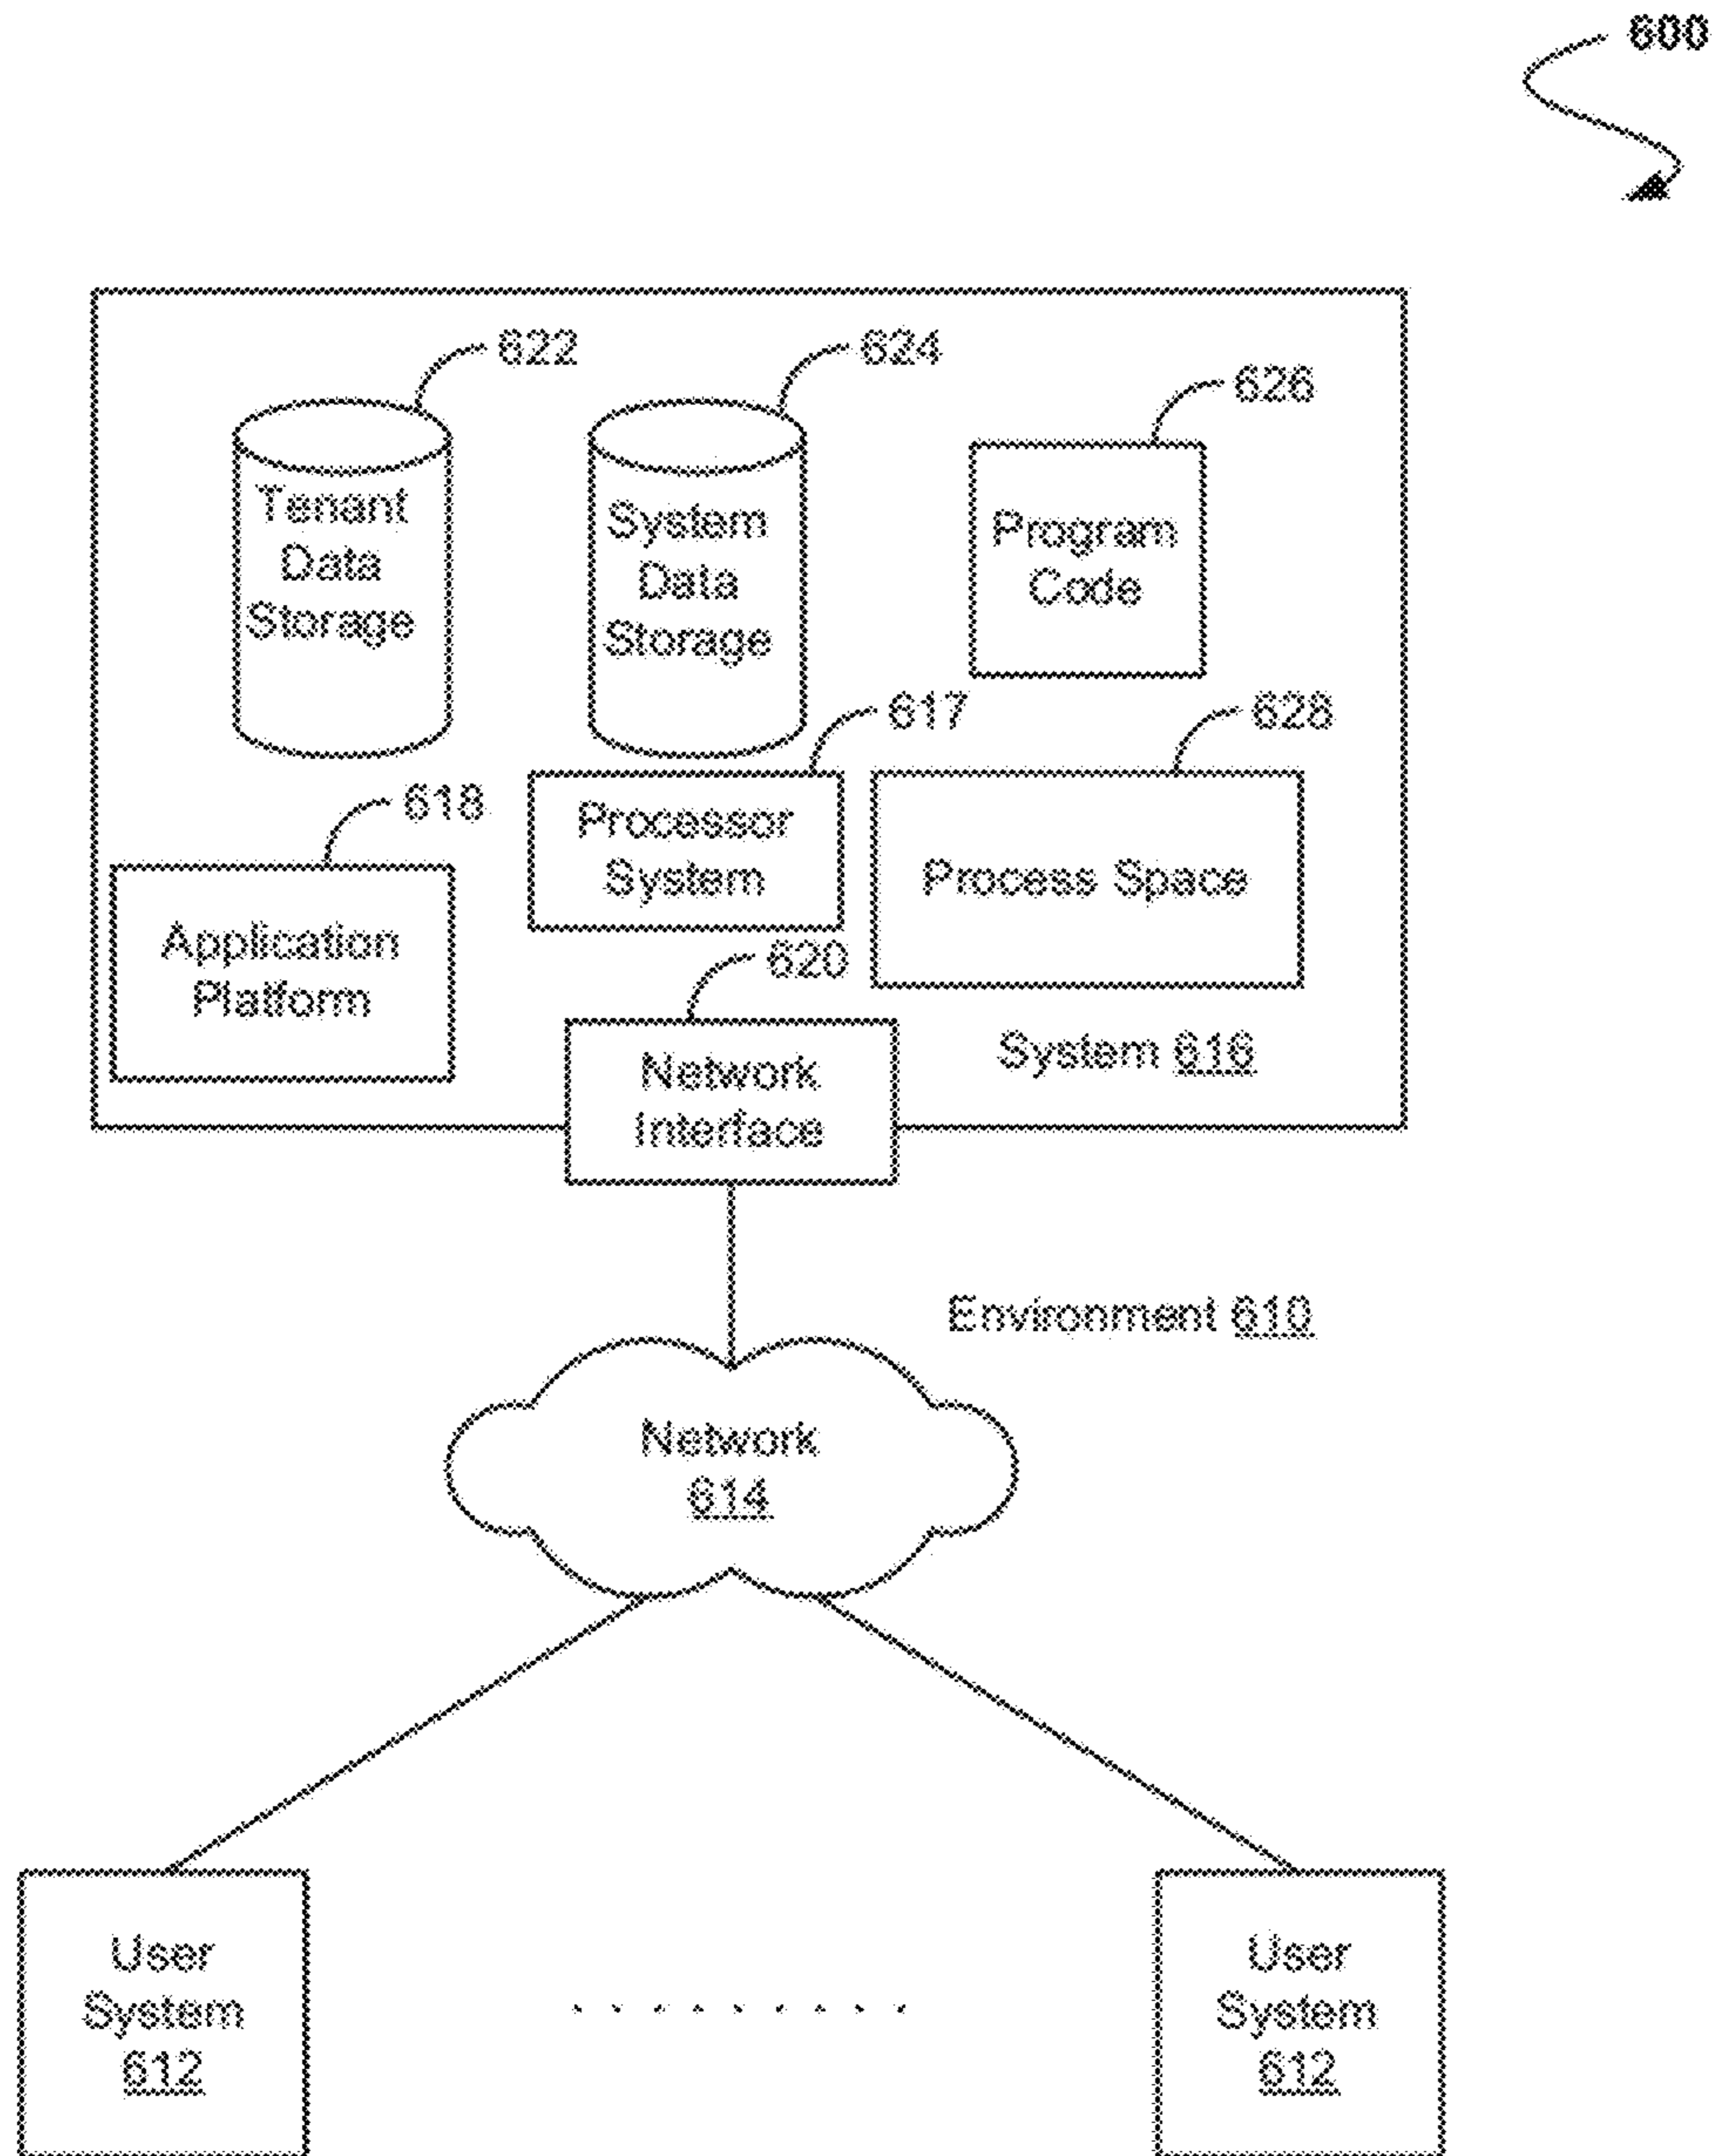 600
622
624
626
Tenant
Data
Storage
System
Data
Storage
Program
Code
617
628
618
Processor
System
Process Space
Application
Platform
620
System 616
Network
Interface
Environment 610
Network
614
User
System
612
User
System
612